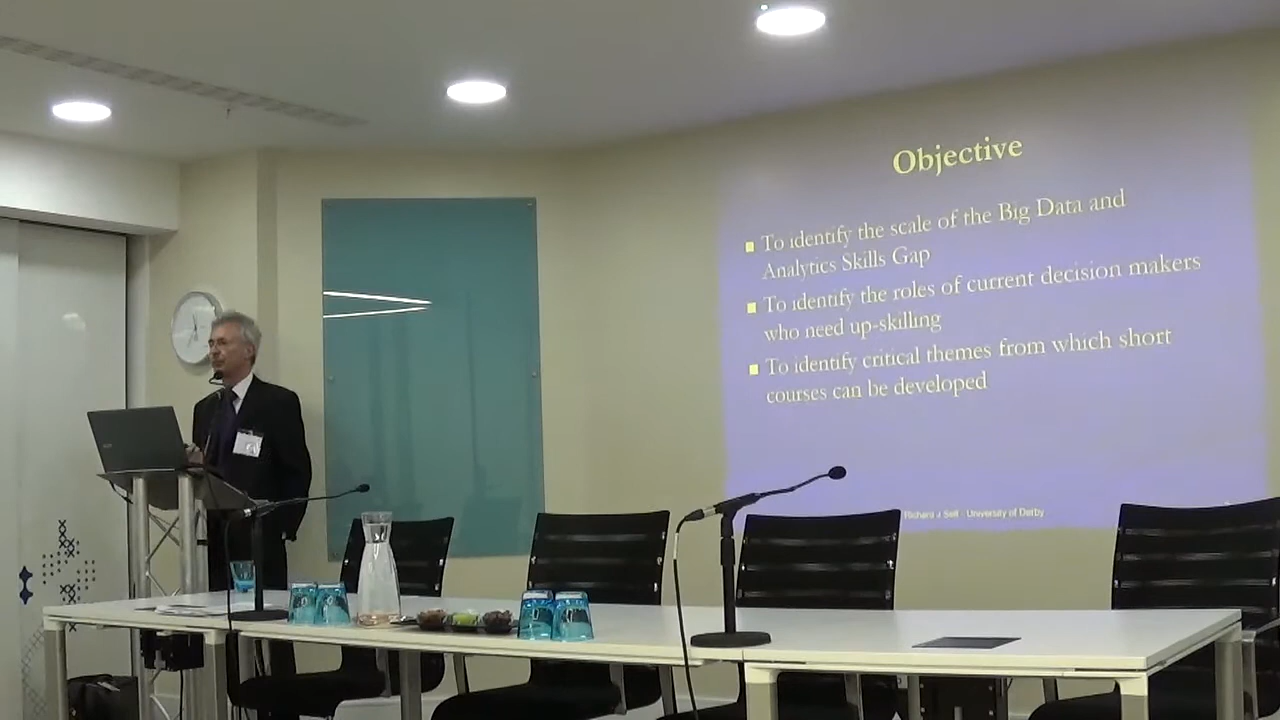 Objective
To identify the scale of the Big Data and
Analytics Skills Gap
To identify the roles of current decision makers
who need up-skilling
To identify critical themes from which short
courses can be developed
Richard J Self - University of Derby